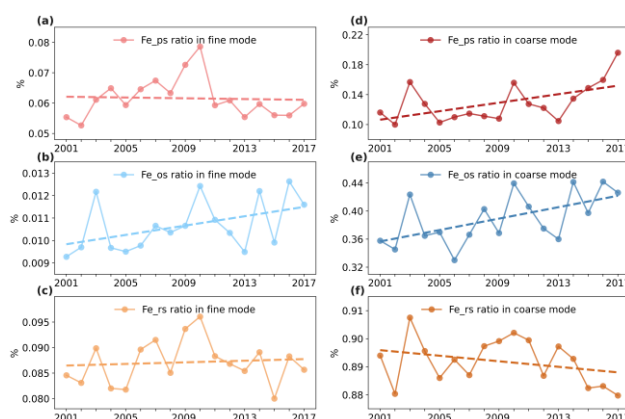 (a)
0.08
Fe_ps ratio in fine mode
0.07
%
0.06
0.05
2001 2005 2009 2013 2017
(d)
0.22
Fe_ps ratio in coarse mode
0.18
%
0.14
0.10
2001 2005 2009 2013 2017
(b)
0.013
Fe_os ratio in fine mode
0.011
%
0.010
0.009
2001 2005 2009 2013 2017
(e)
Fe_os ratio in coarse mode
0.44
0.40
%
0.36
0.32
2001 2005 2009 2013 2017
(c)
Fe_rs ratio in fine mode
0.095
0.090
%
0.085
0.080
2001 2005 2009 2013 2017
(f)
Fe_rs ratio in coarse mode
0.91
0.90
%
0.89
0.88
2001 2005 2009 2013 2017